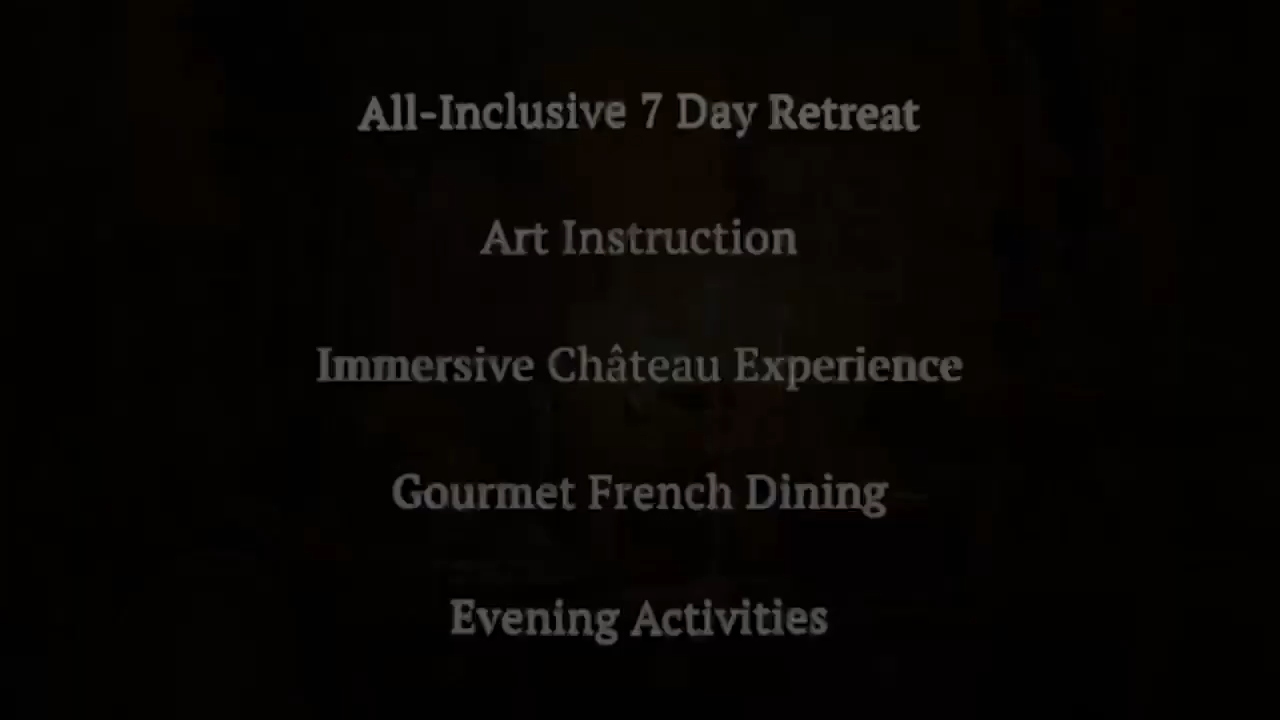 All-Inclusive 7 Day Retreat
Art Instruction
Immersive Château Experience
Gourmet French Dining
Evening Activities